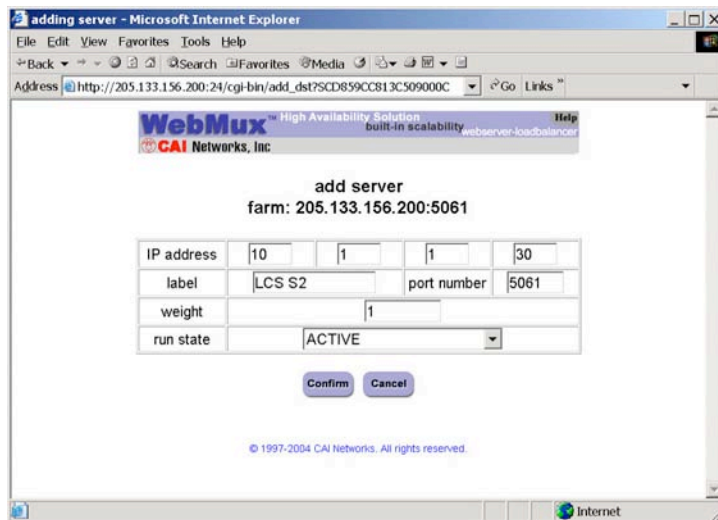 adding server - Microsoft Internet Explorer
File Edit View Favorites Tools Help
Back Search Favorites Media
Address http://205.133.156.200:24/cgi-bin/add_dst?SCD859CC813C509000C Go Links »
WebMux™ High Availability Solution Help
built-in scalability webserver-loadbalancer
CAI Networks, Inc
add server
farm: 205.133.156.200:5061
IP address 10 1 1 30
label LCS S2 port number 5061
weight 1
run state ACTIVE
Confirm Cancel
© 1997-2004 CAI Networks. All rights reserved.
Internet